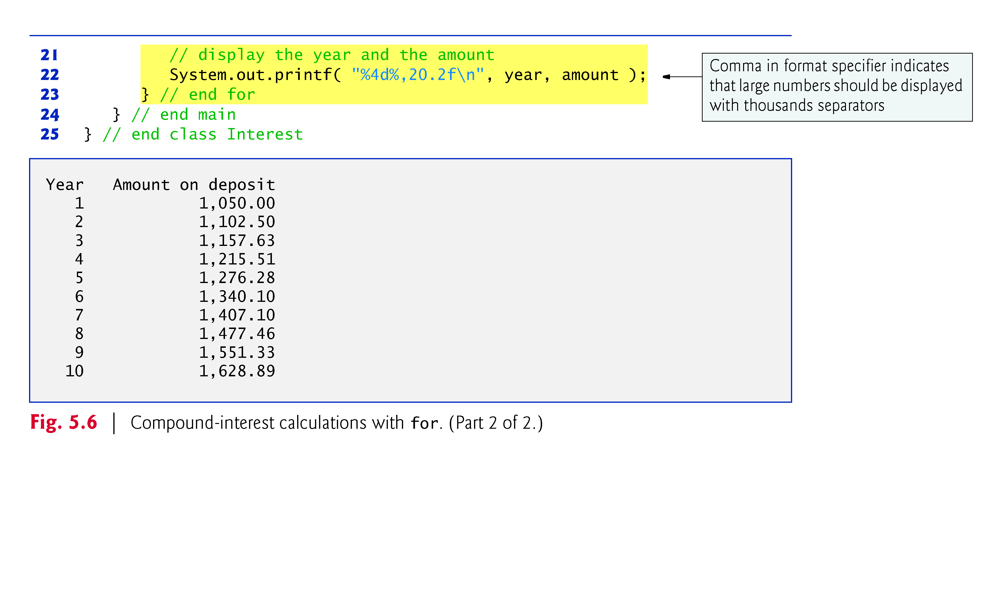 21 // display the year and the amount
22 System.out.printf( "%4d%,20.2f\n", year, amount );
23 } // end for
24 } // end main
25 } // end class Interest
Comma in format specifier indicates
that large numbers should be displayed
with thousands separators
Year Amount on deposit
1 1,050.00
2 1,102.50
3 1,157.63
4 1,215.51
5 1,276.28
6 1,340.10
7 1,407.10
8 1,477.46
9 1,551.33
10 1,628.89
Fig. 5.6 | Compound-interest calculations with for. (Part 2 of 2.)